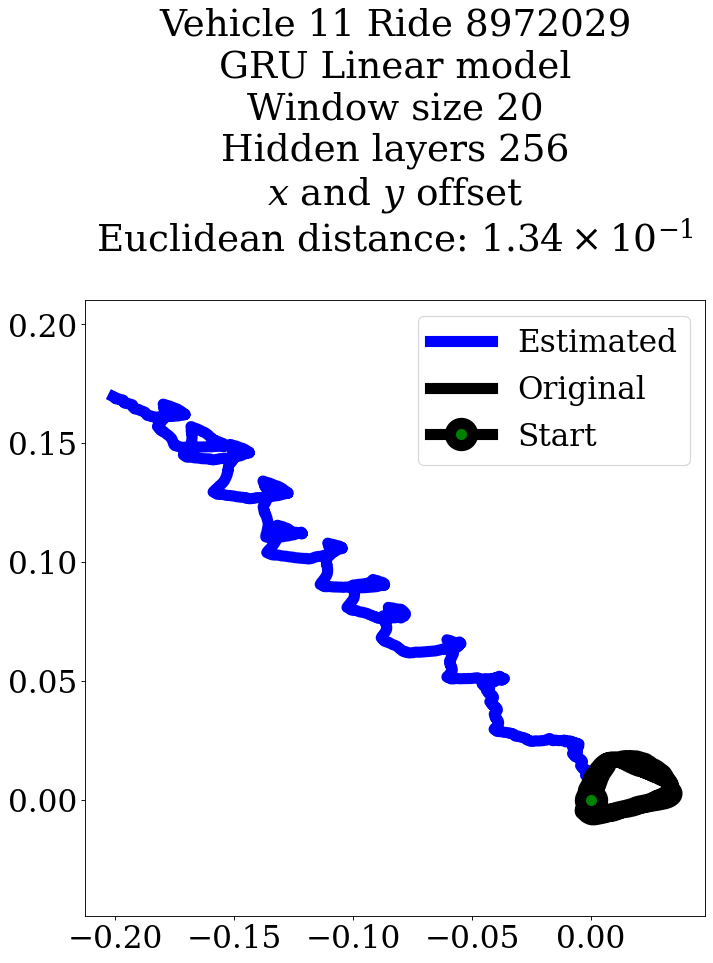 Vehicle 11 Ride 8972029
GRU Linear model
Window size 20
Hidden layers 256
x and y offset
Euclidean distance: 1.34 × 10⁻¹
Estimated
Original
Start
0.20
0.15
0.10
0.05
0.00
−0.20 −0.15 −0.10 −0.05 0.00